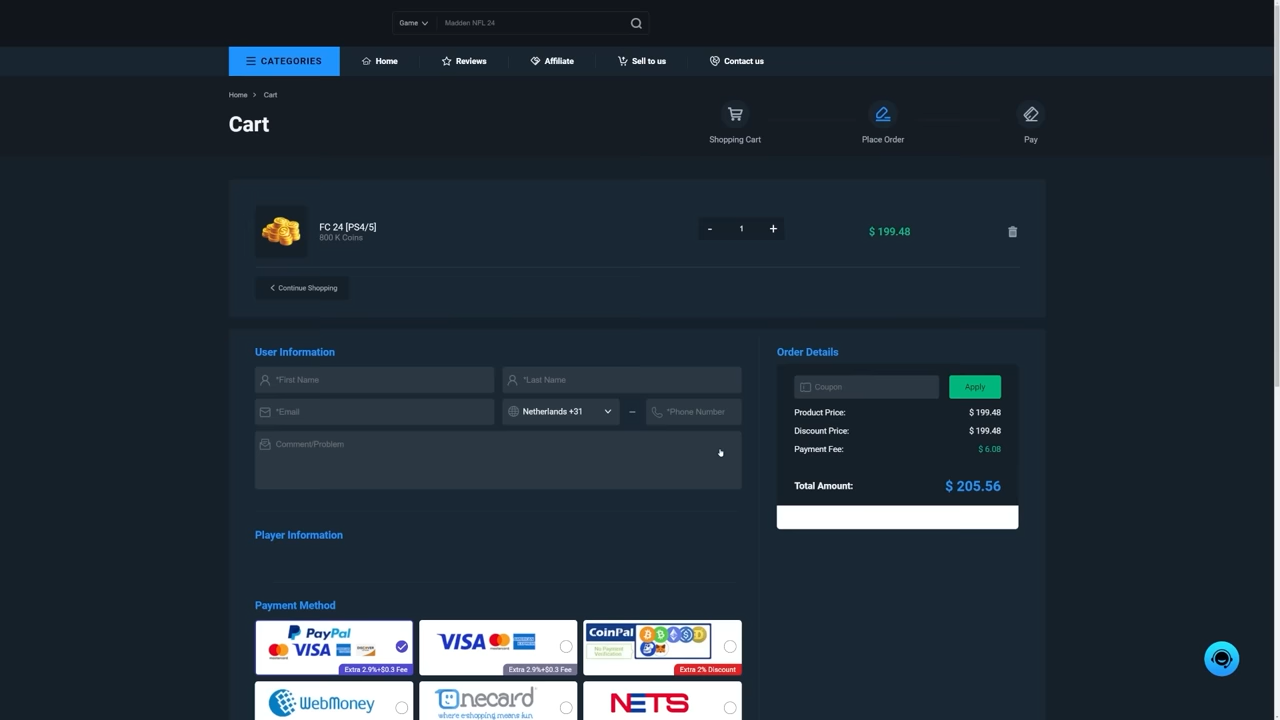 Game
Madden NFL 24
CATEGORIES
Home
Reviews
Affiliate
Sell to us
Contact us
Home > Cart
Cart
Shopping Cart
Place Order
Pay
FC 24 [PS4/5]
800 K Coins
- 1 +
$ 199.48
Continue Shopping
User Information
*First Name
*Last Name
*Email
Netherlands +31
*Phone Number
Comment/Problem
Order Details
Coupon
Apply
Product Price: $ 199.48
Discount Price: $ 199.48
Payment Fee: $ 6.08
Total Amount: $ 205.56
Player Information
Payment Method
PayPal
VISA
Extra 2.9%+$0.3 Fee
VISA
Extra 2.9%+$0.3 Fee
CoinPal
No Payment
Verification
Extra 2% Discount
WebMoney
onecard
where eshopping means fun
NETS